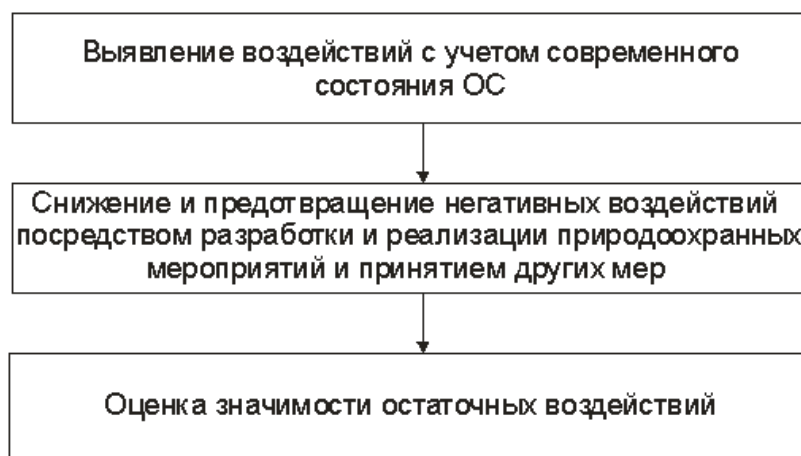 Выявление воздействий с учетом современного
состояния ОС
Снижение и предотвращение негативных воздействий
посредством разработки и реализации природоохранных
мероприятий и принятием других мер
Оценка значимости остаточных воздействий